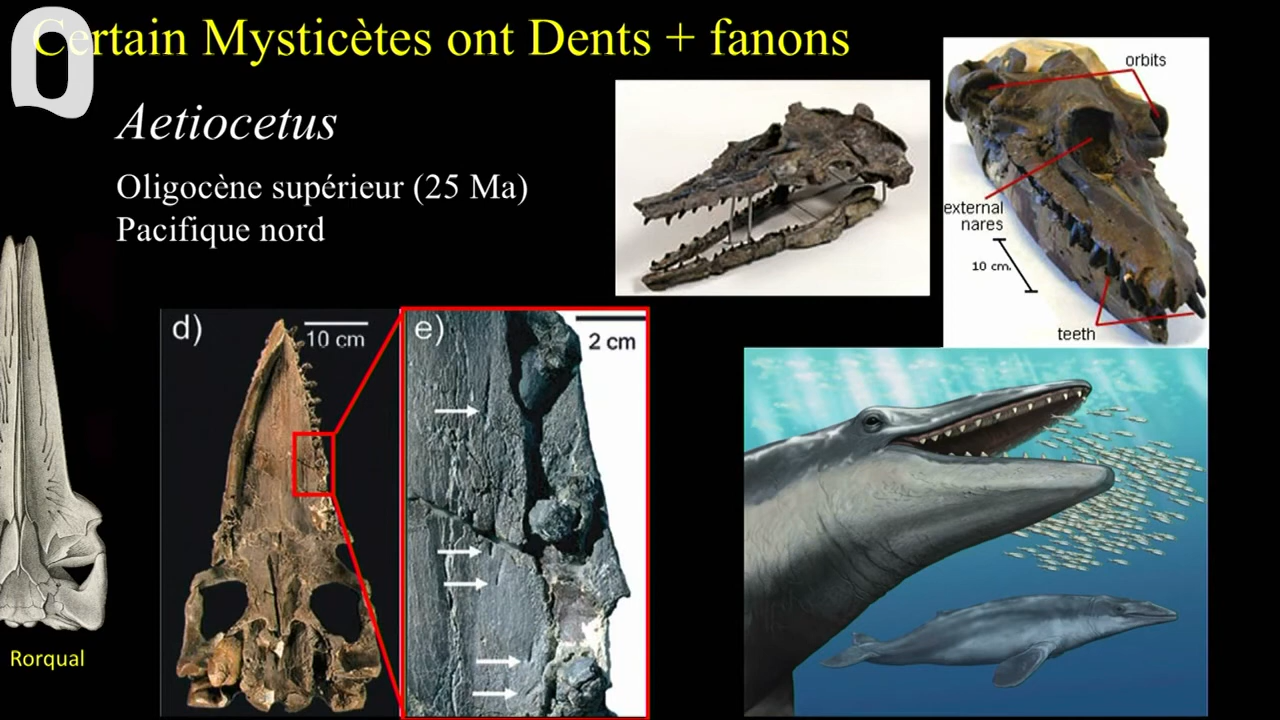 Certain Mysticètes ont Dents + fanons
Aetiocetus
Oligocène supérieur (25 Ma)
Pacifique nord
orbits
external
nares
10 cm.
teeth
d)
10 cm
e)
2 cm
Rorqual